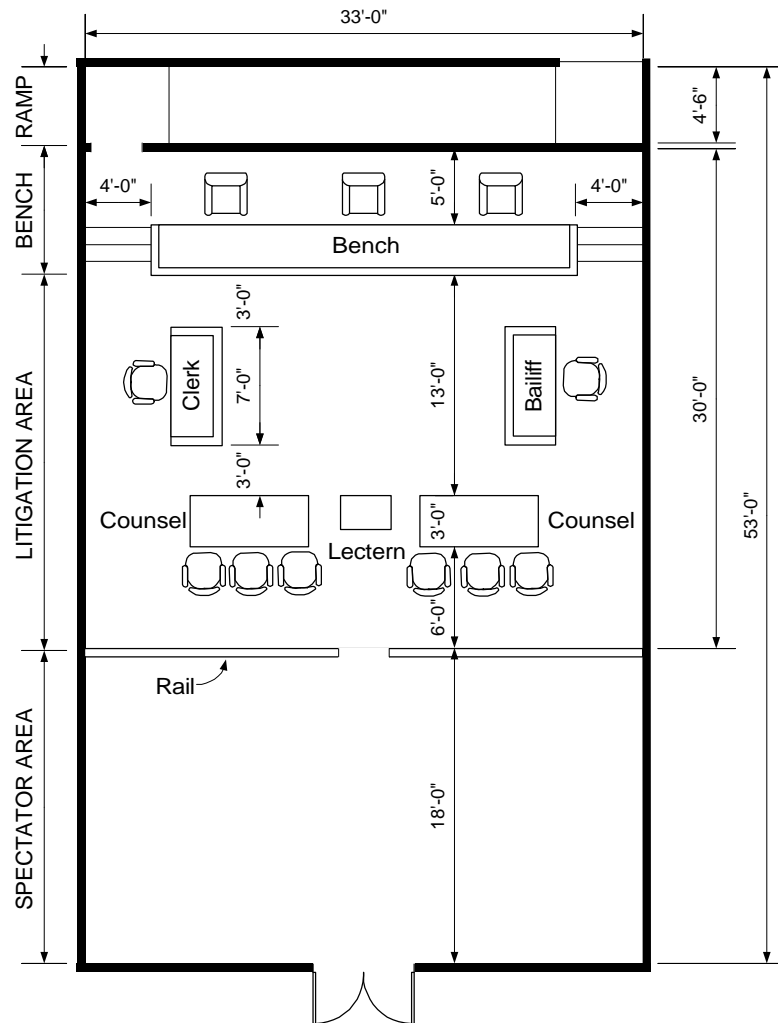 33'-0"
RAMP
4'-6"
BENCH
4'-0"
5'-0"
4'-0"
Bench
3'-0"
LITIGATION AREA
Clerk
7'-0"
13'-0"
Bailiff
30'-0"
3'-0"
53'-0"
Counsel
Lectern
3'-0"
Counsel
6'-0"
Rail
SPECTATOR AREA
18'-0"